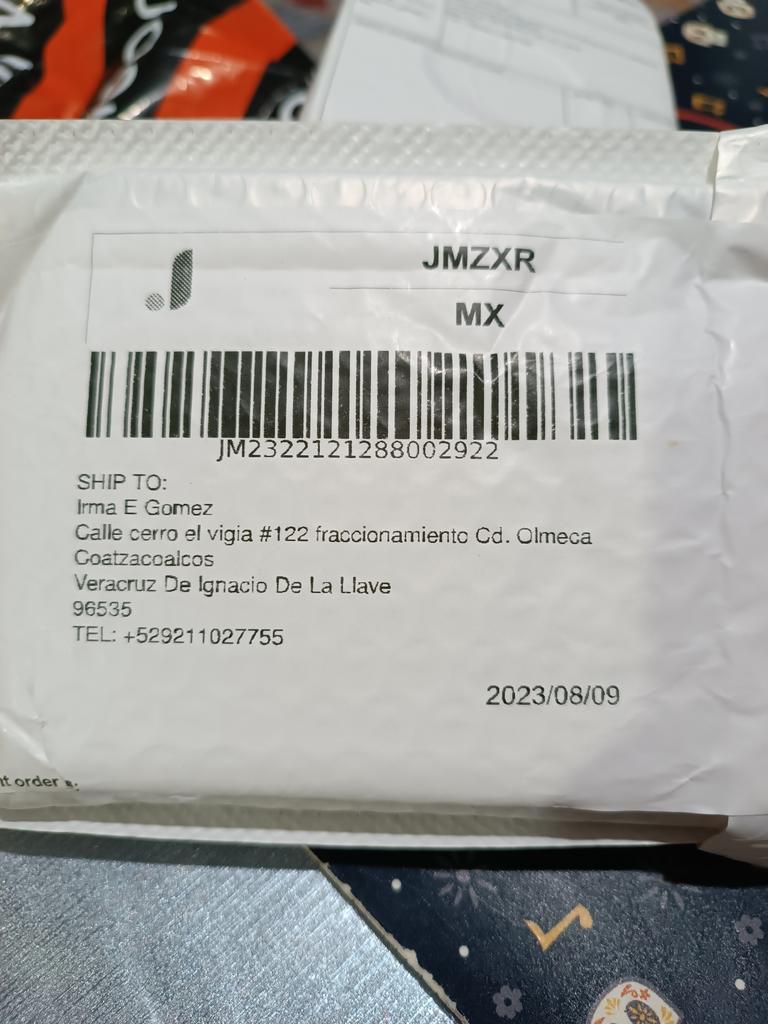 JMZXR
MX
JM2322121288002922
SHIP TO:
Irma E Gomez
Calle cerro el vigia #122 fraccionamiento Cd. Olmeca
Coatzacoalcos
Veracruz De Ignacio De La Llave
96535
TEL: +529211027755
2023/08/09
order